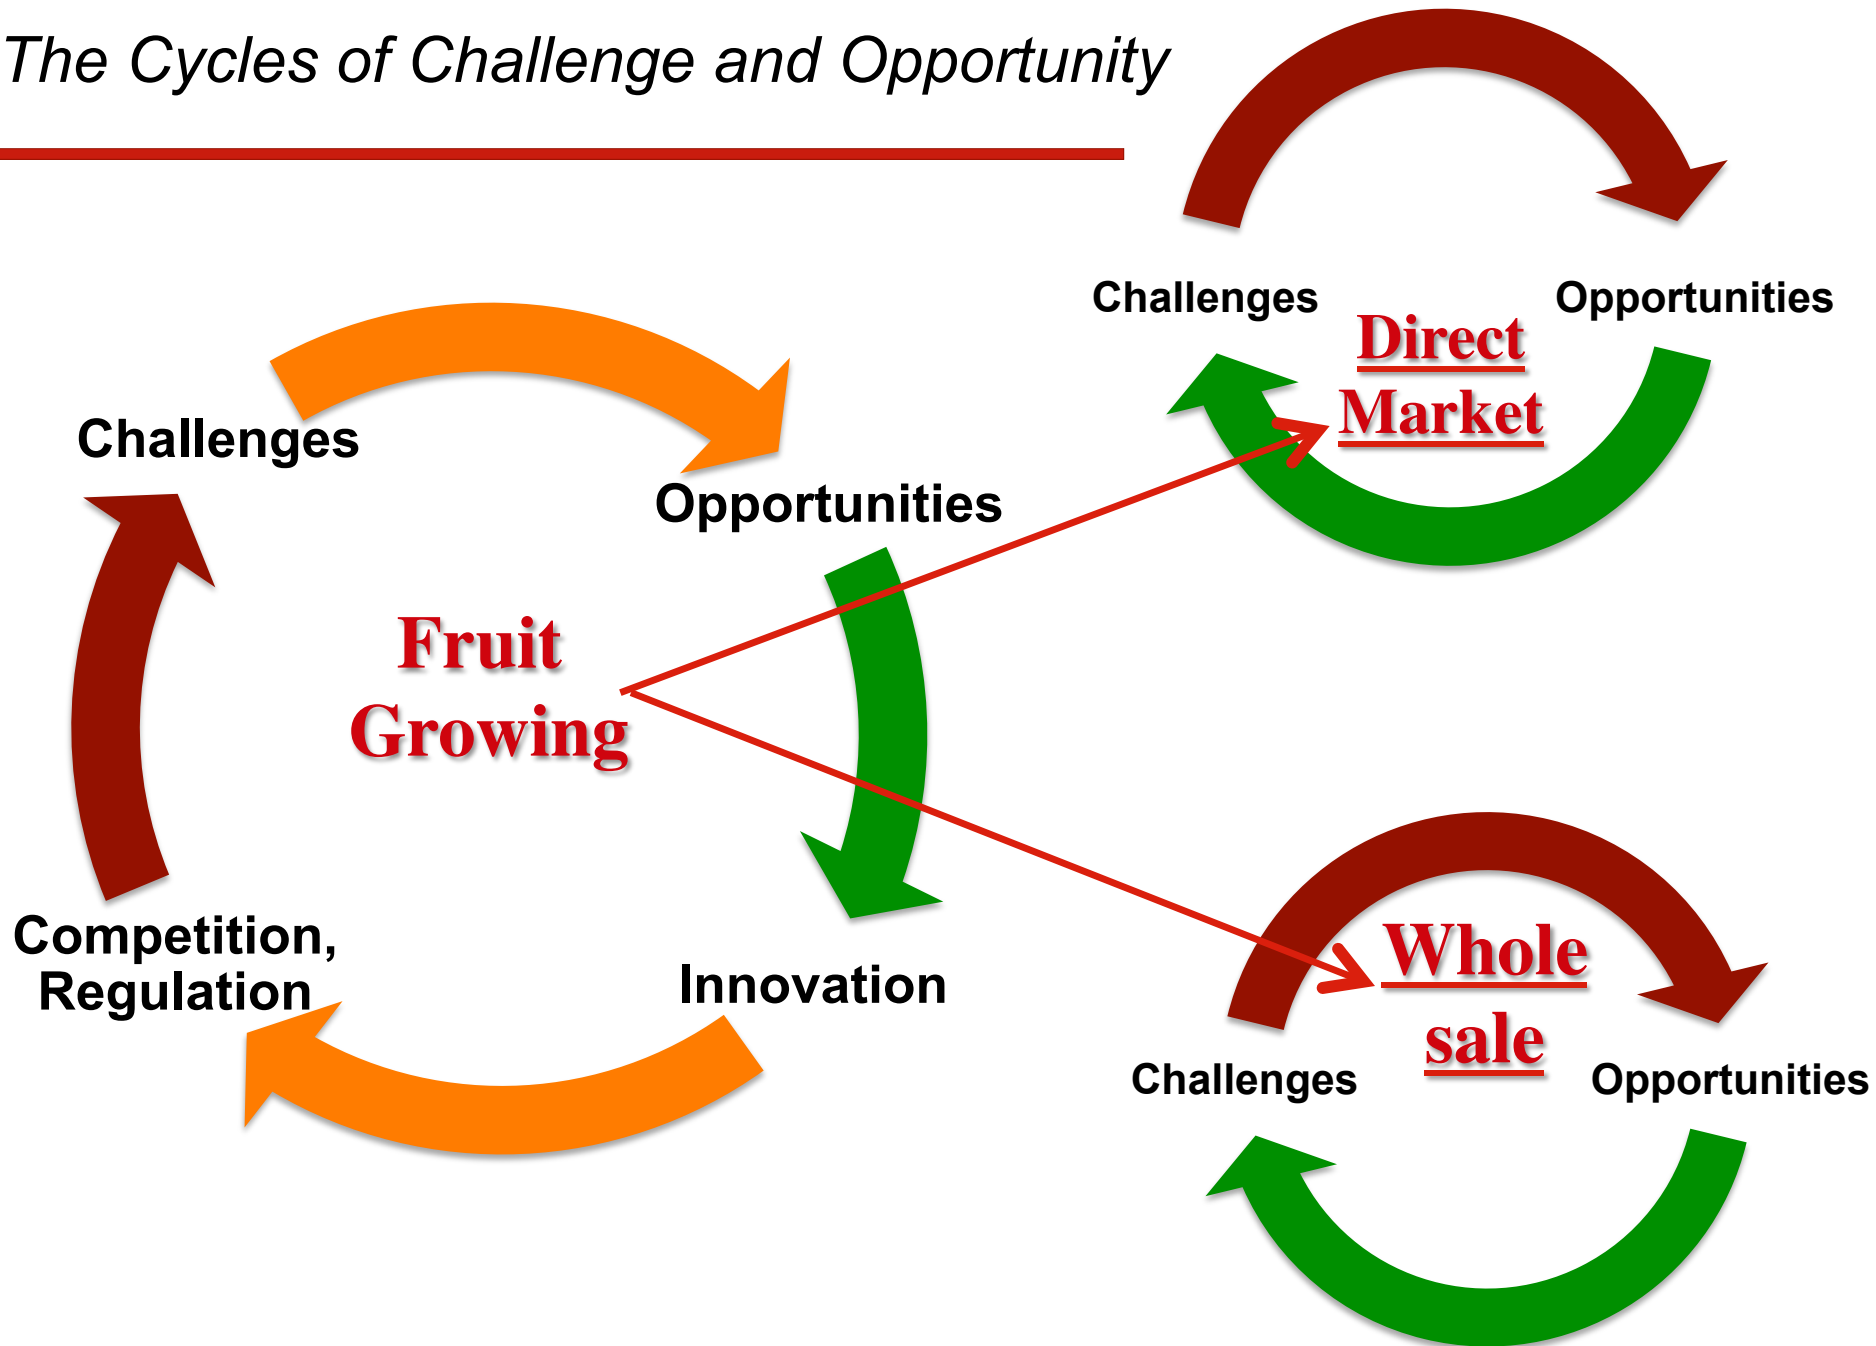 The Cycles of Challenge and Opportunity
Challenges
Opportunities
Fruit
Growing
Competition,
Regulation
Innovation
Challenges
Opportunities
Direct
Market
Whole
sale
Challenges
Opportunities